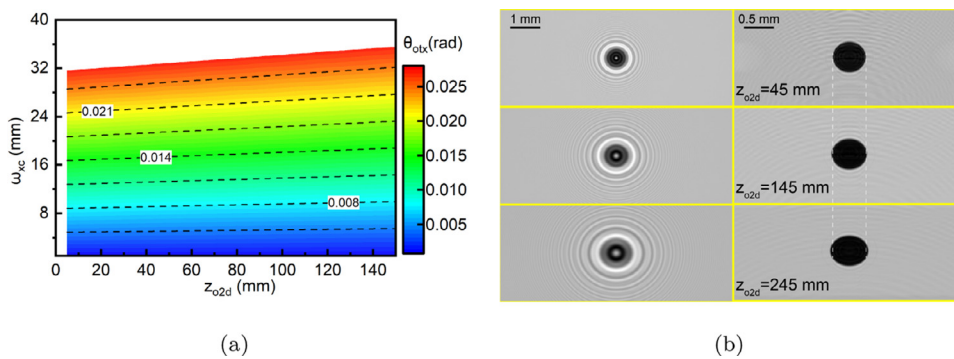 40
32
24
16
8
ω_xc (mm)
0 20 40 60 80 100 120 140
z_o2d (mm)
0.021
0.014
0.008
θ_otx(rad)
0.025
0.020
0.015
0.010
0.005
(a)
(b)
1 mm
0.5 mm
z_o2d=45 mm
z_o2d=145 mm
z_o2d=245 mm